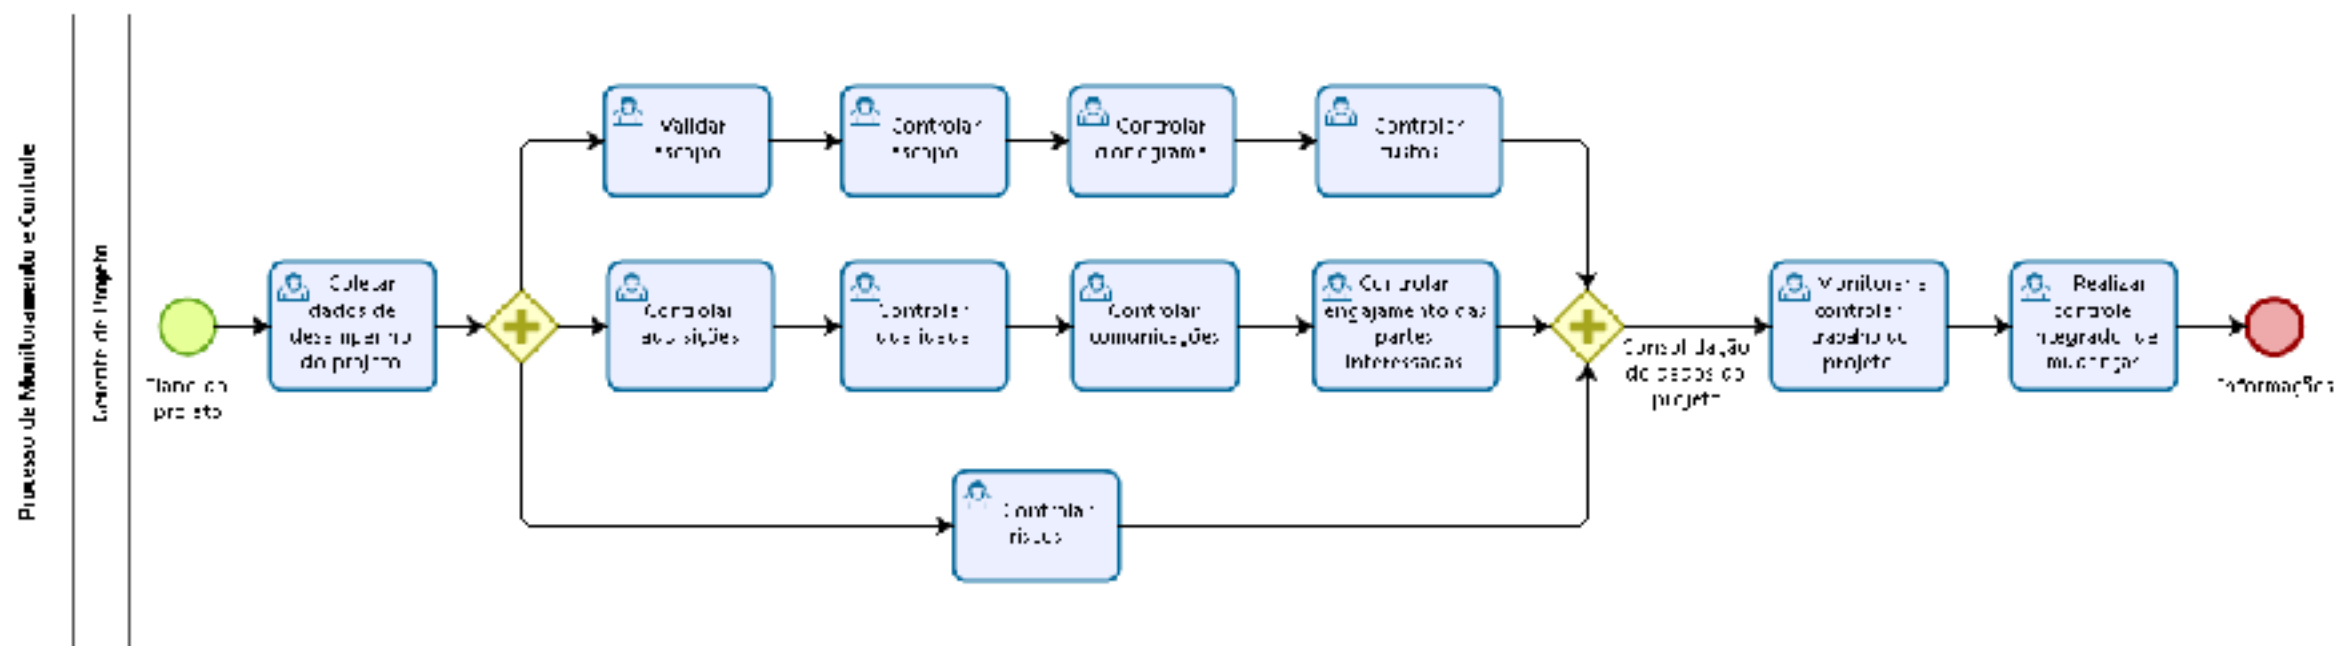 Processo de Monitoramento e Controle
Gerente de Projeto
Plano do
projeto
Coletar
dados de
desempenho
do projeto
Validar
escopo
Controlar
escopo
Controlar
cronograma
Controlar
custos
Controlar
aquisições
Controlar
qualidade
Controlar
comunicações
Controlar
engajamento das
partes
interessadas
Controlar
riscos
Consolidação
de dados do
projeto
Monitorar e
controlar
trabalho do
projeto
Realizar
controle
integrado de
mudanças
Informações